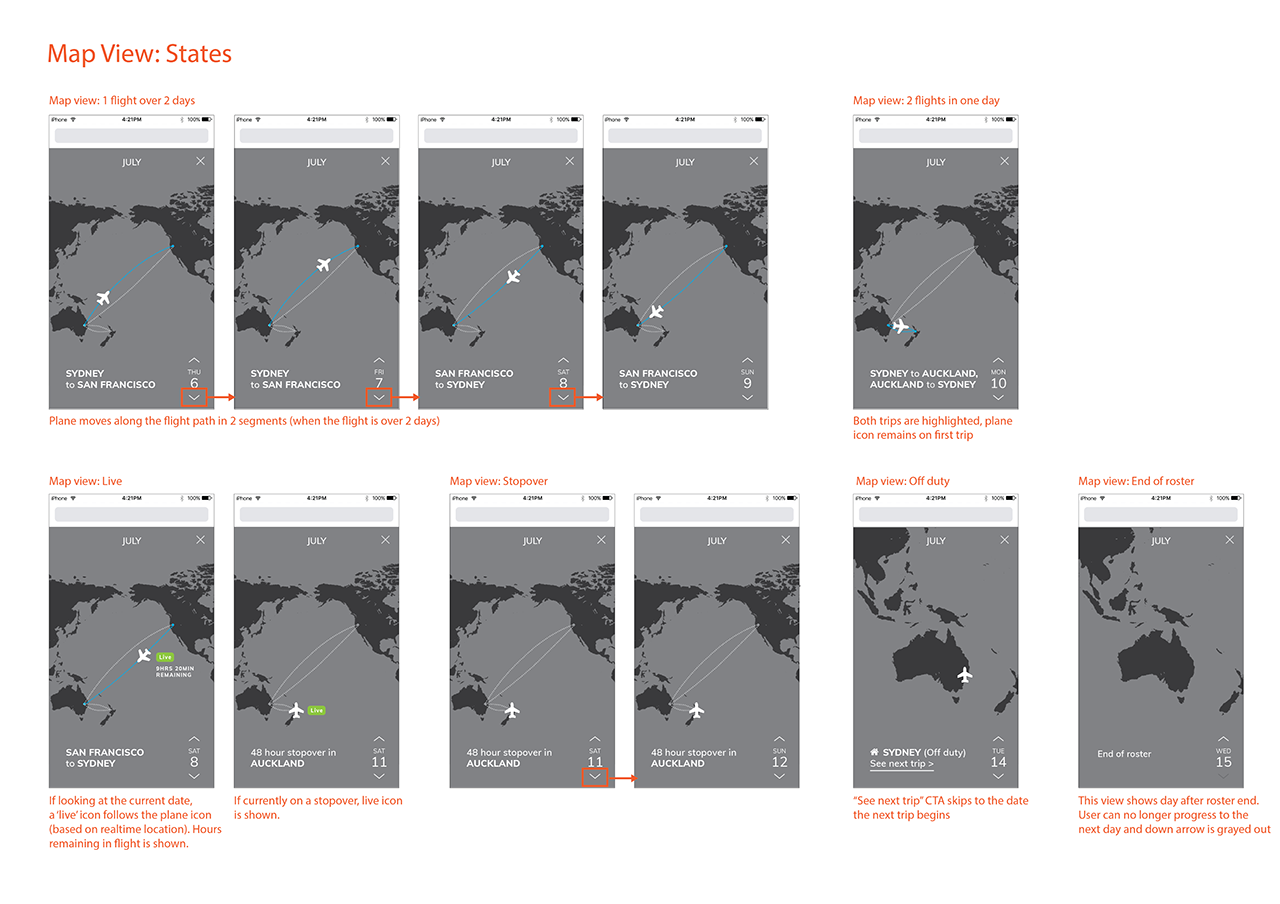 Map View: States
Map view: 1 flight over 2 days
iPhone 4:21PM 100%
JULY
SYDNEY
to SAN FRANCISCO
THU
6
iPhone 4:21PM 100%
JULY
SYDNEY
to SAN FRANCISCO
FRI
7
iPhone 4:21PM 100%
JULY
SAN FRANCISCO
to SYDNEY
SAT
8
iPhone 4:21PM 100%
JULY
SAN FRANCISCO
to SYDNEY
SUN
9
Plane moves along the flight path in 2 segments (when the flight is over 2 days)
Map view: 2 flights in one day
iPhone 4:21PM 100%
JULY
SYDNEY to AUCKLAND,
AUCKLAND to SYDNEY
MON
10
Both trips are highlighted, plane
icon remains on first trip
Map view: Live
iPhone 4:21PM 100%
JULY
Live
9HRS 20MIN
REMAINING
SAN FRANCISCO
to SYDNEY
SAT
8
If looking at the current date,
a 'live' icon follows the plane icon
(based on realtime location). Hours
remaining in flight is shown.
iPhone 4:21PM 100%
JULY
Live
48 hour stopover in
AUCKLAND
SAT
11
If currently on a stopover, live icon
is shown.
Map view: Stopover
iPhone 4:21PM 100%
JULY
48 hour stopover in
AUCKLAND
SAT
11
iPhone 4:21PM 100%
JULY
48 hour stopover in
AUCKLAND
SUN
12
Map view: Off duty
iPhone 4:21PM 100%
JULY
SYDNEY (Off duty)
See next trip >
TUE
14
"See next trip" CTA skips to the date
the next trip begins
Map view: End of roster
iPhone 4:21PM 100%
JULY
End of roster
WED
15
This view shows day after roster end.
User can no longer progress to the
next day and down arrow is grayed out